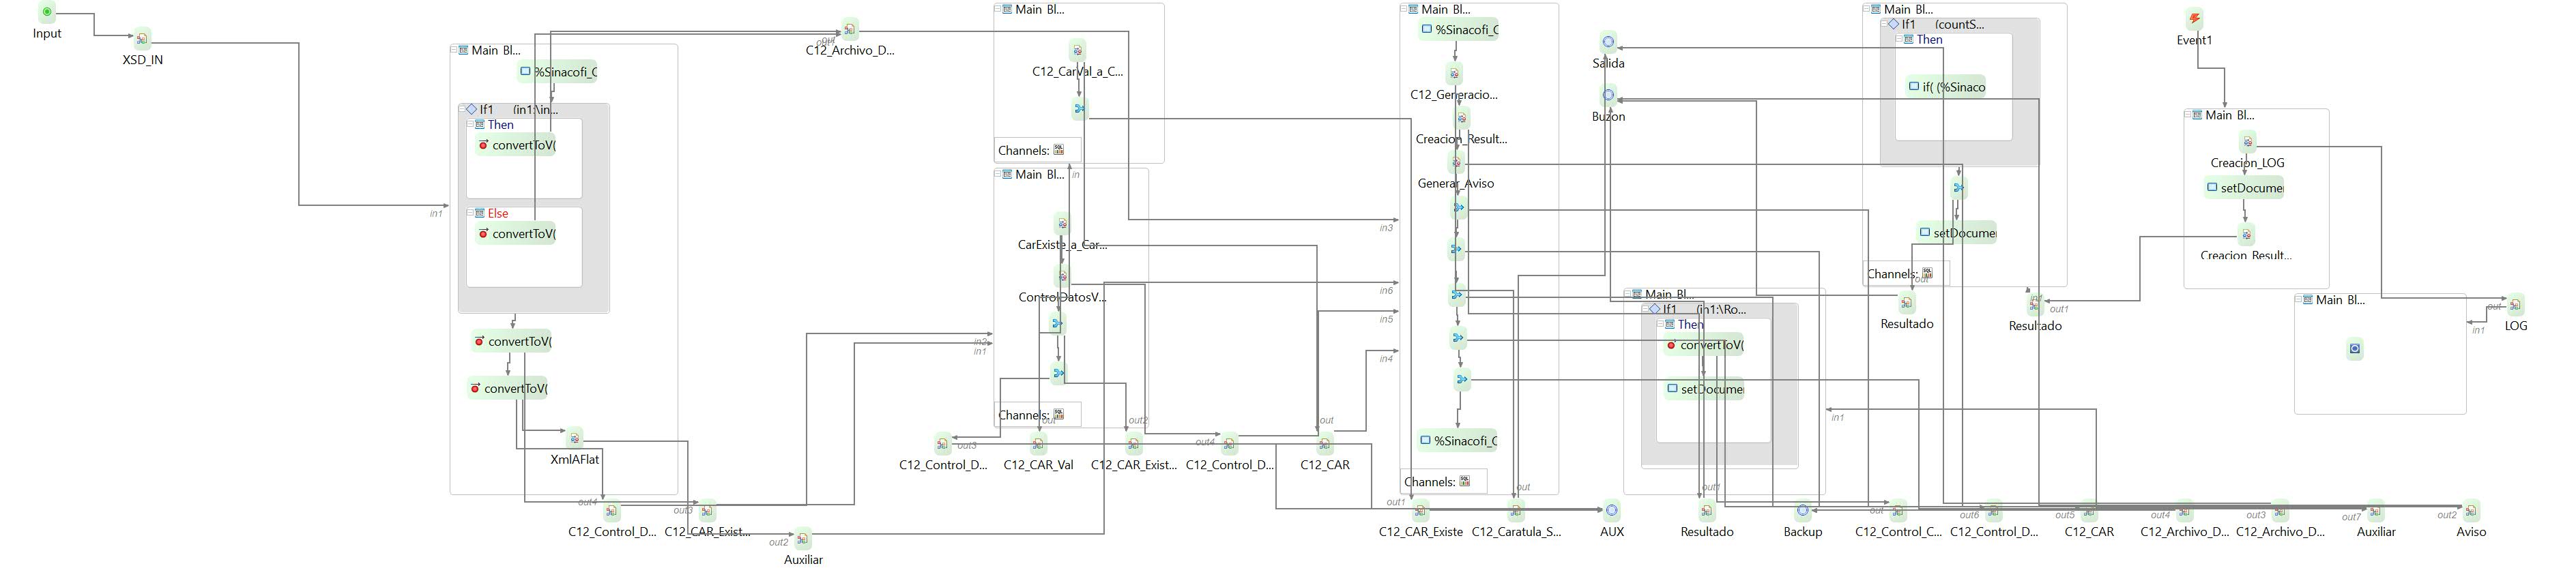 Input
XSD_IN
in1
Main Bl...
%Sinacofi_C
If1 (in1:\in...
Then
convertToV(
Else
convertToV(
convertToV(
convertToV(
XmlAFlat
out4
C12_Control_D...
out3
C12_CAR_Exist...
out2
Auxiliar
out1
C12_Archivo_D...
Main Bl...
C12_CarVal_a_C...
Channels:
in
Main Bl...
CarExiste_a_Car...
ControlDatosV...
in2
in1
Channels:
out3
C12_Control_D...
out
C12_CAR_Val
out2
C12_CAR_Exist...
out4
C12_Control_D...
out
C12_CAR
in3
in6
in5
in4
Main Bl...
%Sinacofi_C
C12_Generacio...
Creacion_Result...
Generar_Aviso
%Sinacofi_C
Channels:
out1
C12_CAR_Existe
out
C12_Caratula_S...
AUX
Salida
Buzon
Main Bl...
If1 (in1:\Ro...
Then
convertToV(
setDocume
in1
out1
Resultado
Backup
out
C12_Control_C...
out6
C12_Control_D...
out5
C12_CAR
out4
C12_Archivo_D...
out3
C12_Archivo_D...
out7
Auxiliar
out2
Aviso
Main Bl...
If1 (countS...
Then
if( (%Sinaco
setDocume
Channels:
out
Resultado
in1
Resultado
out1
Event1
Main Bl...
Creacion_LOG
setDocume
Creacion_Result...
Main Bl...
in1
out
LOG